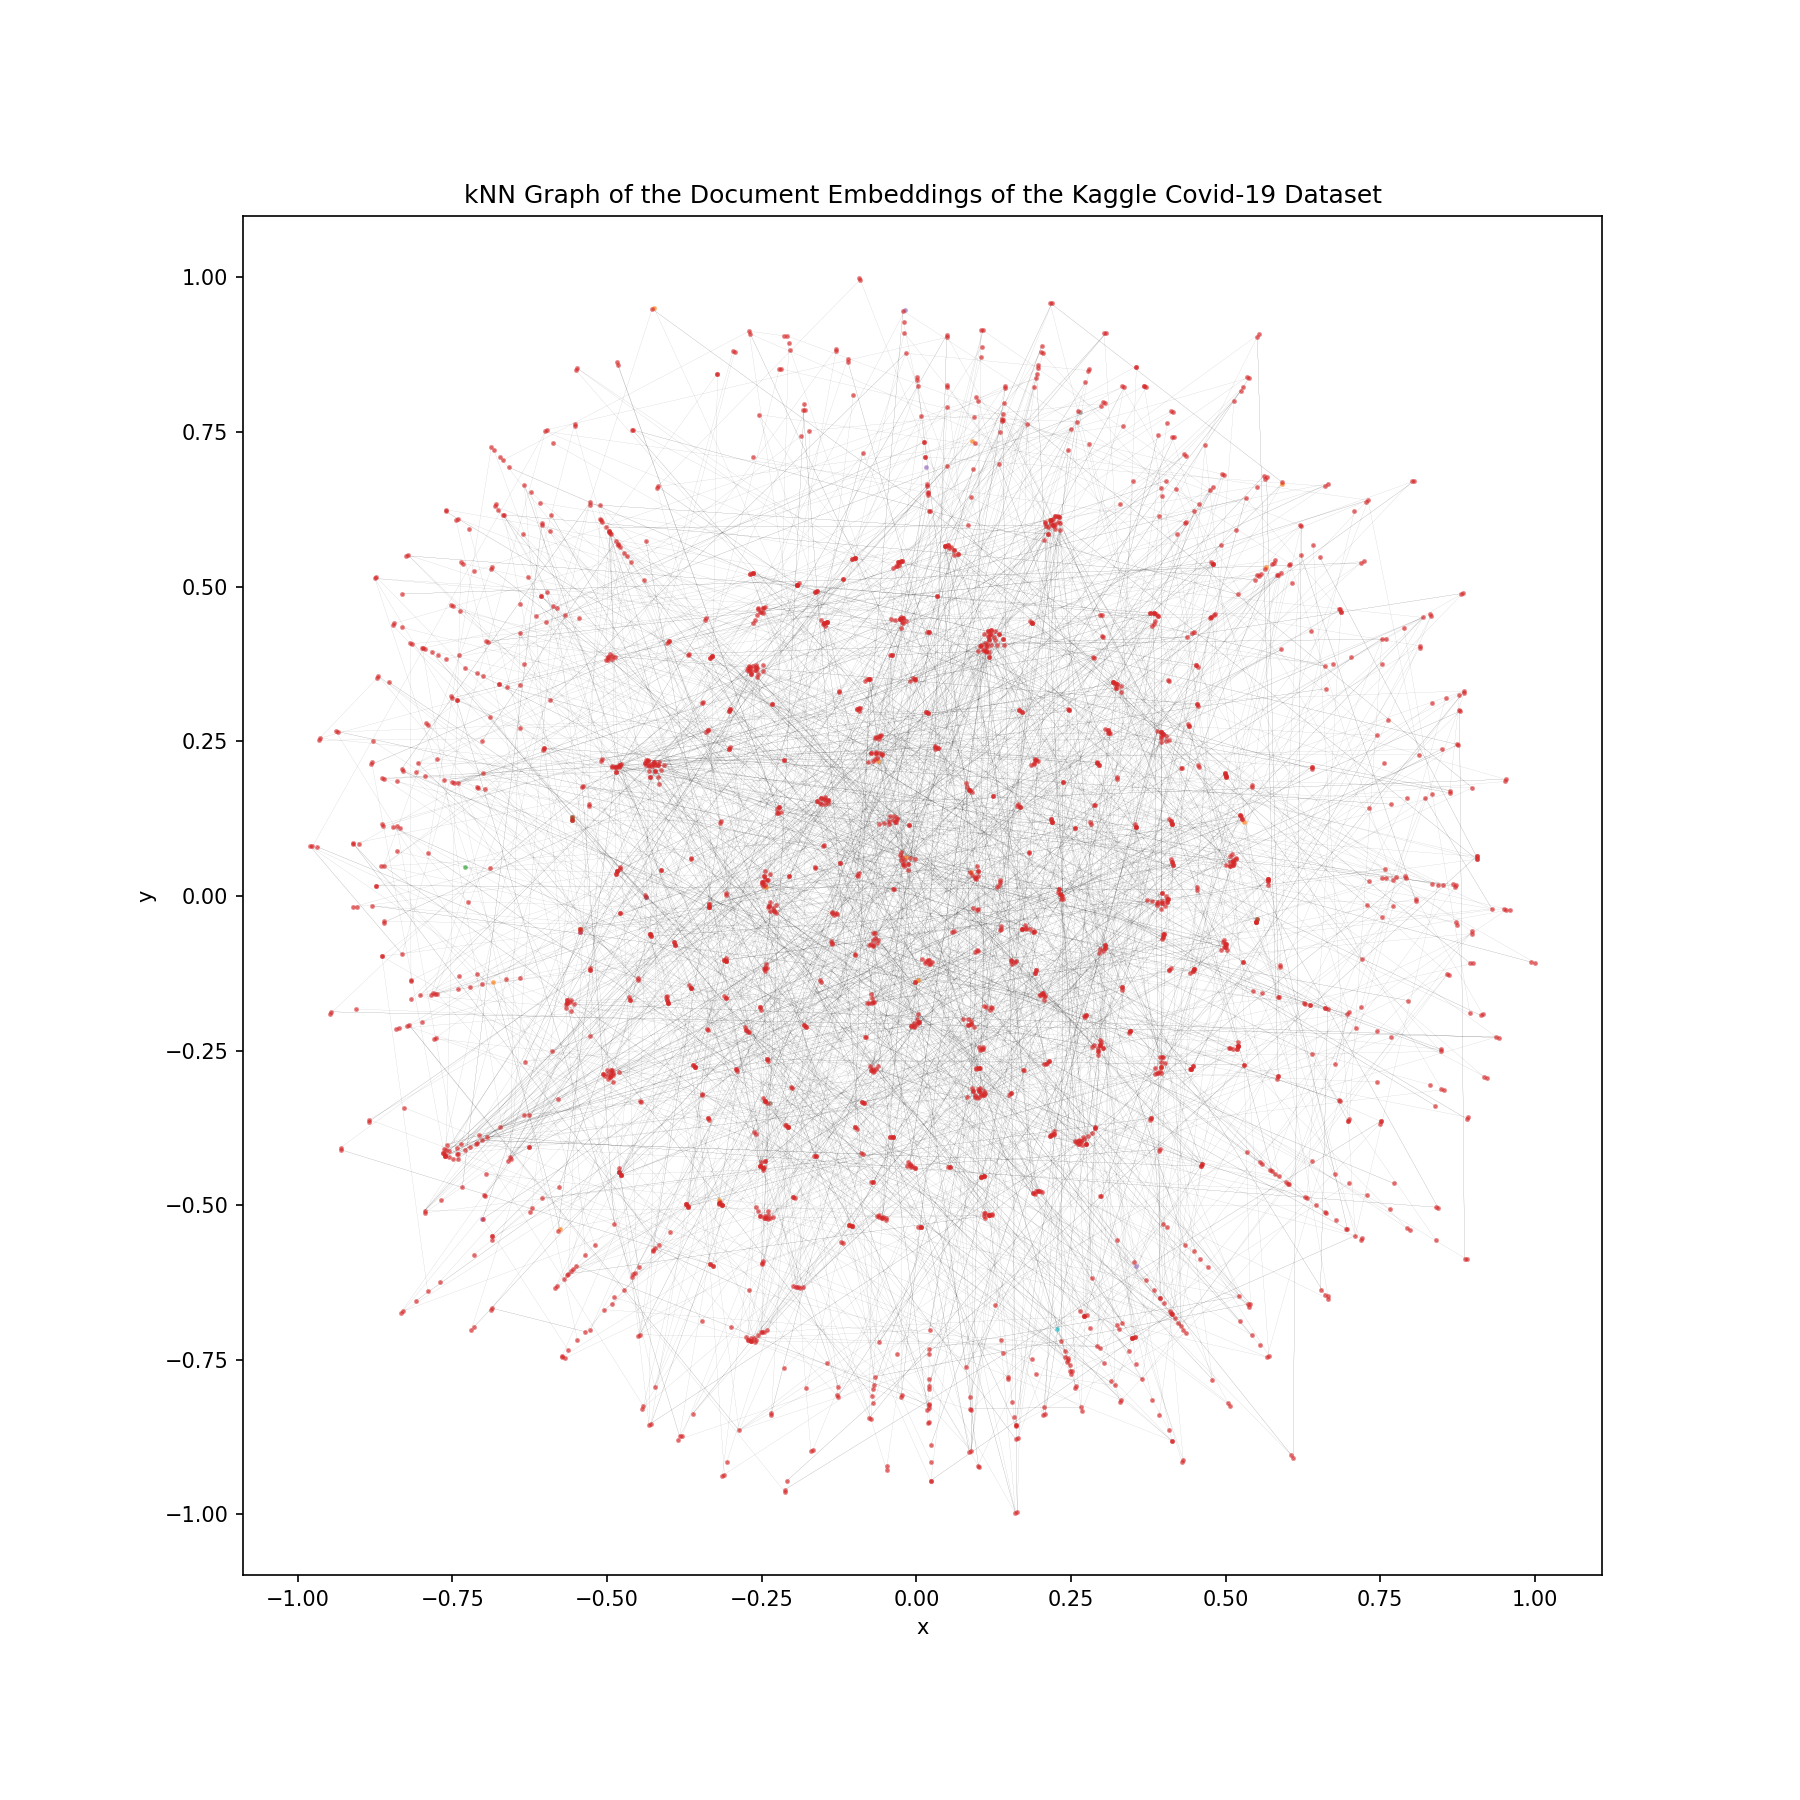 kNN Graph of the Document Embeddings of the Kaggle Covid-19 Dataset
1.00
0.75
0.50
0.25
0.00
−0.25
−0.50
−0.75
−1.00
y
−1.00 −0.75 −0.50 −0.25 0.00 0.25 0.50 0.75 1.00
x